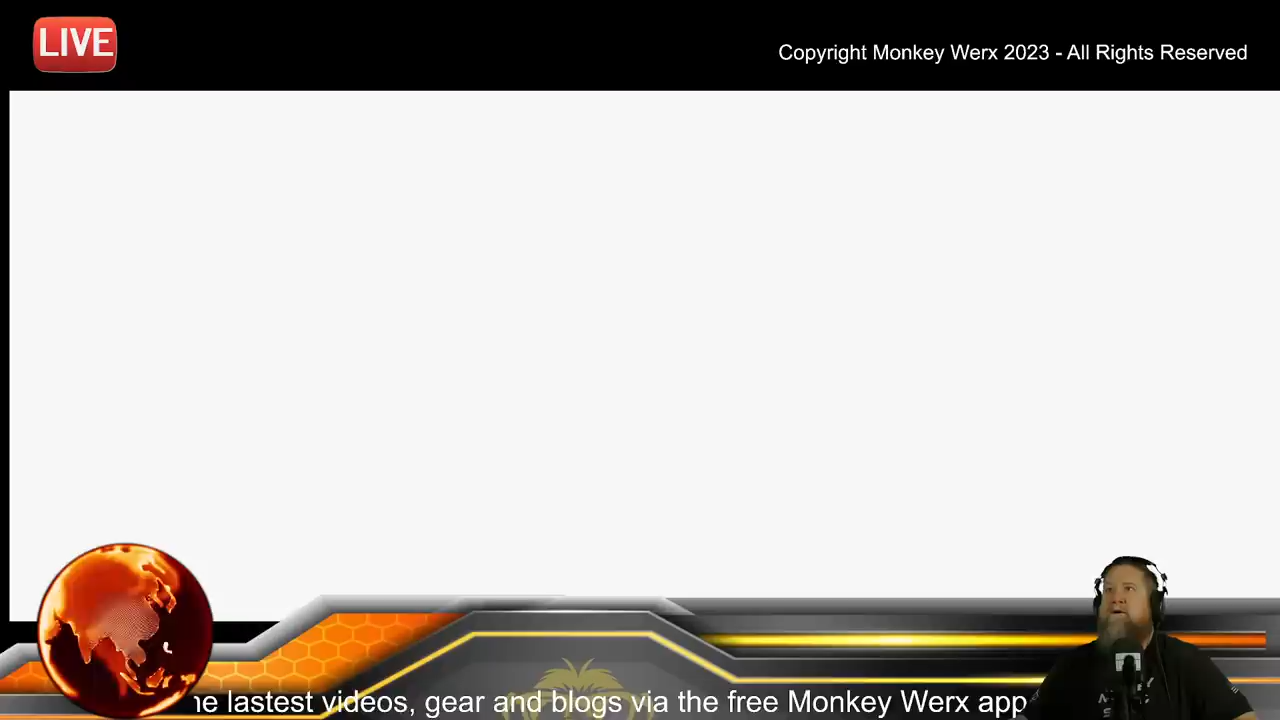 LIVE
Copyright Monkey Werx 2023 - All Rights Reserved
lastest videos, gear and blogs via the free Monkey Werx app